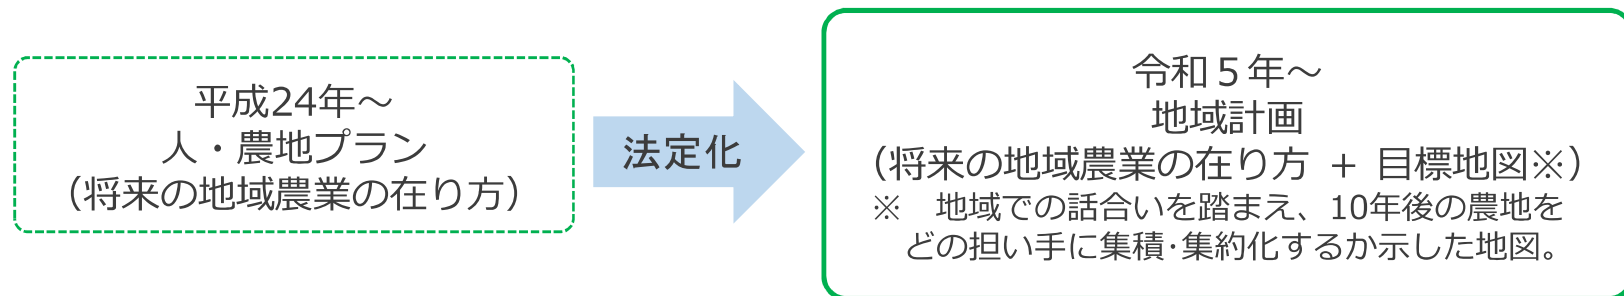 平成24年～
人・農地プラン
（将来の地域農業の在り方）
法定化
令和５年～
地域計画
（将来の地域農業の在り方 ＋ 目標地図※）
※　地域での話合いを踏まえ、10年後の農地を
どの担い手に集積･集約化するか示した地図。